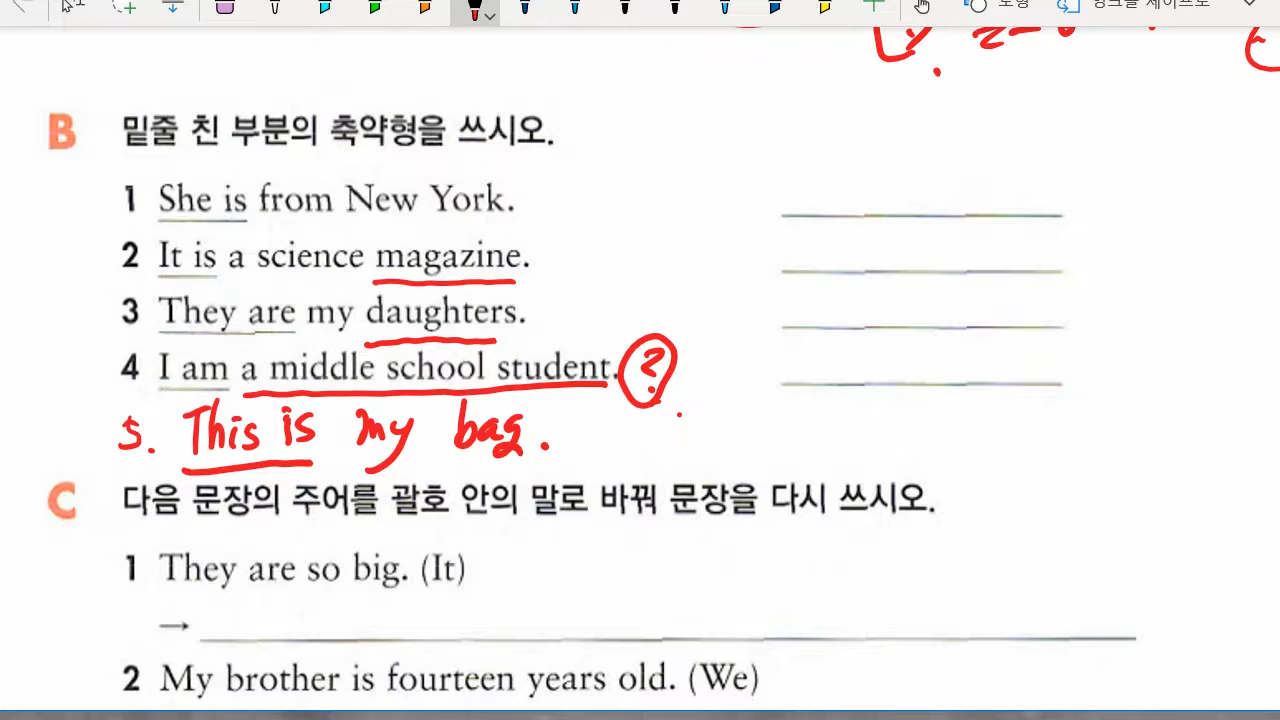 B 밑줄 친 부분의 축약형을 쓰시오.
1 She is from New York.
2 It is a science magazine.
3 They are my daughters.
4 I am a middle school student. ?
5. This is my bag.
C 다음 문장의 주어를 괄호 안의 말로 바꿔 문장을 다시 쓰시오.
1 They are so big. (It)
→
2 My brother is fourteen years old. (We)